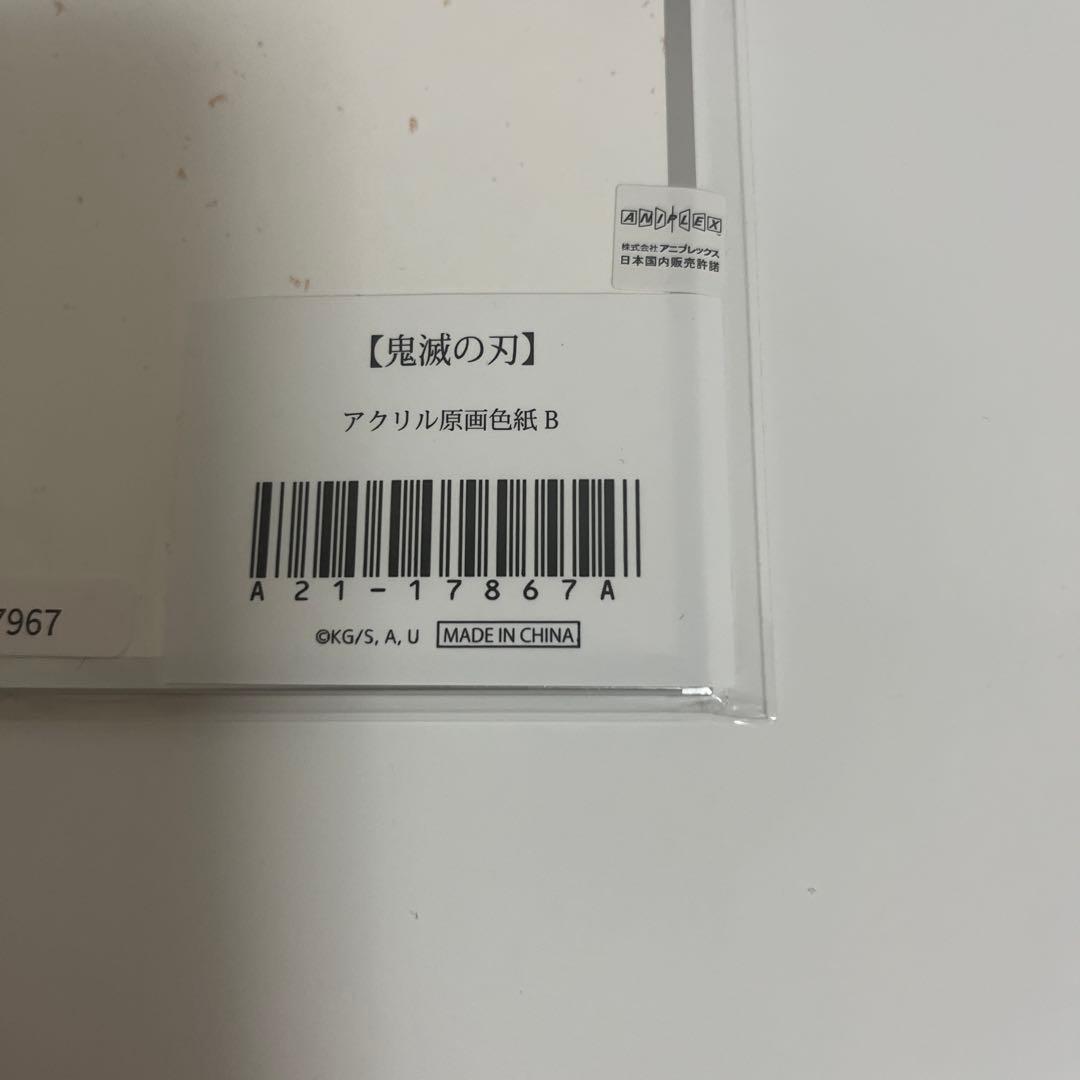 ANIPLEX
株式会社アニプレックス
日本国内販売許諾
【鬼滅の刃】
アクリル原画色紙 B
A21-17867A
©KG/S, A, U MADE IN CHINA
7967